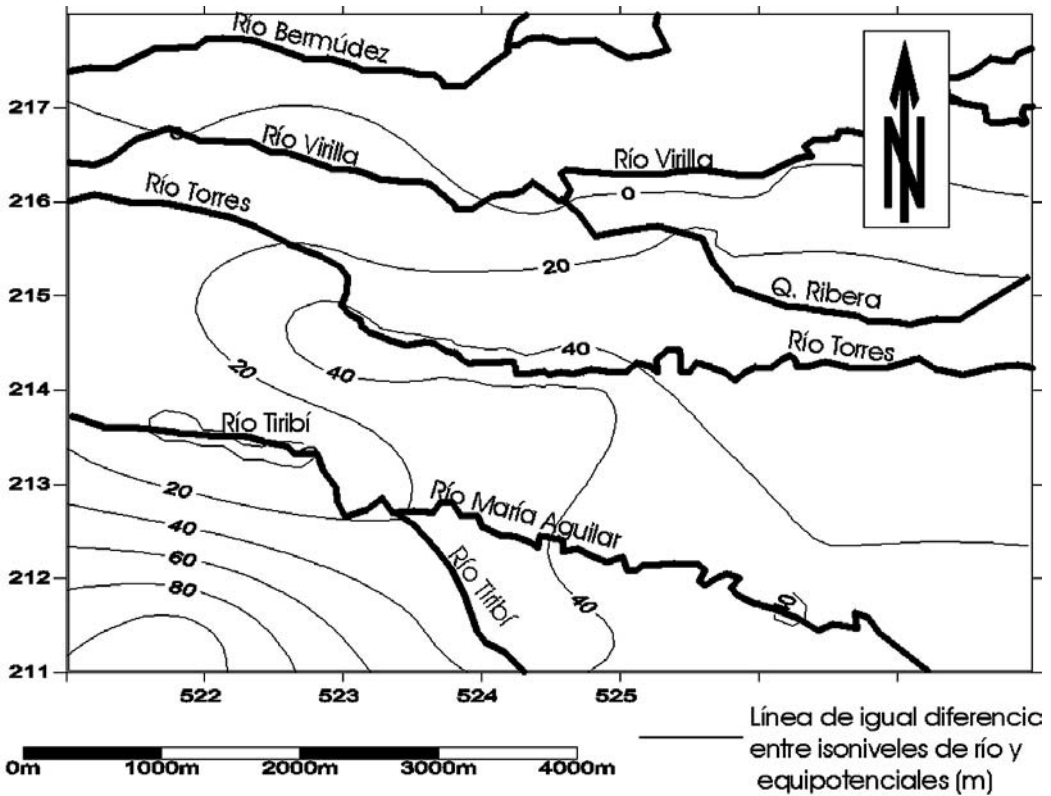 Río Bermúdez
N
217
0
Río Virilla
Río Virilla
216
Río Torres
0
20
215
Q. Ribera
40
Río Torres
20
40
214
Río Tiribí
213
20
Río María Aguilar
40
60
212
Río Tiribí
80
40
40
211
522
523
524
525
0m
1000m
2000m
3000m
4000m
Línea de igual diferenci
entre isoniveles de río y
equipotenciales (m)